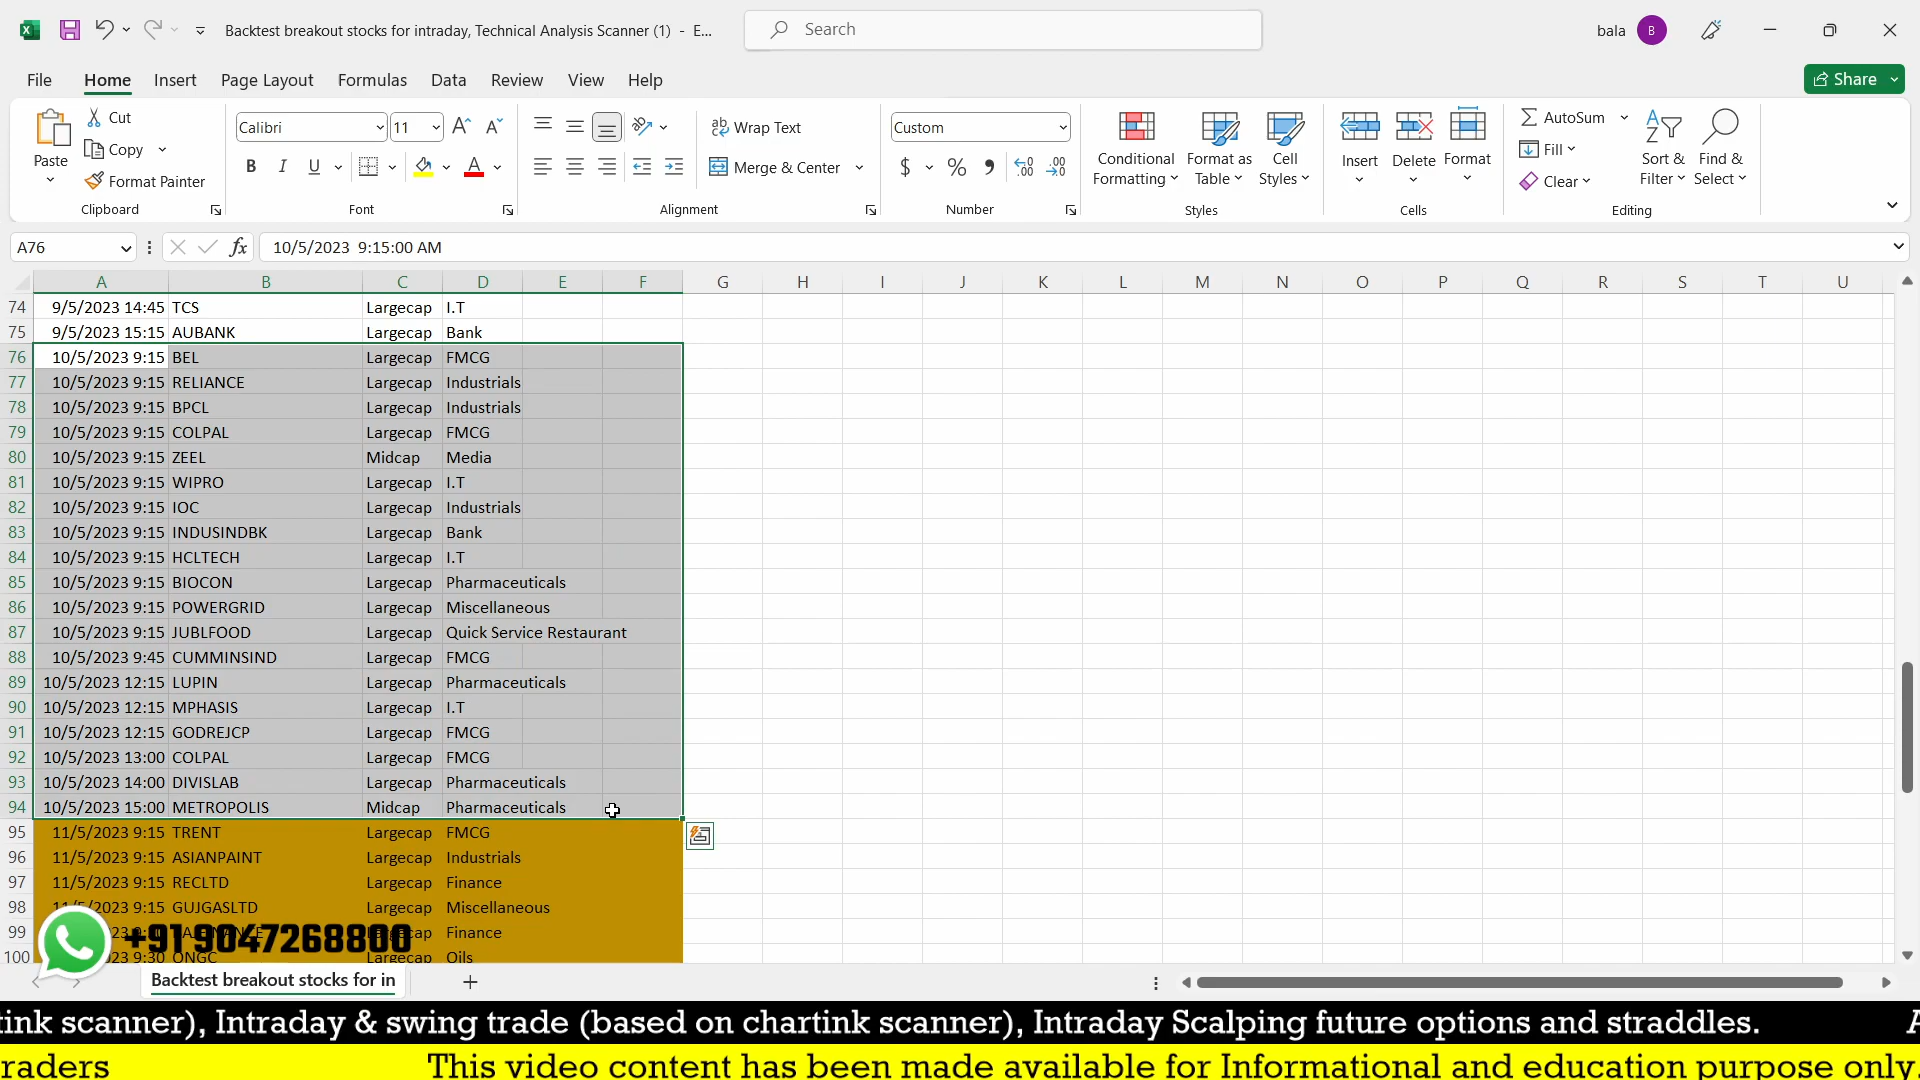 Backtest breakout stocks for intraday, Technical Analysis Scanner (1) - E...
Search
bala B
File Home Insert Page Layout Formulas Data Review View Help
Share
Paste
Cut
Copy
Format Painter
Clipboard
Calibri 11
B I U
Font
Wrap Text
Merge & Center
Alignment
Custom
$ % 9
Number
Conditional Formatting
Format as Table
Cell Styles
Styles
Insert
Delete
Format
Cells
AutoSum
Fill
Clear
Sort & Filter
Find & Select
Editing
A76 fx 10/5/2023 9:15:00 AM
A B C D E F G H I J K L M N O P Q R S T U
74 9/5/2023 14:45 TCS Largecap I.T
75 9/5/2023 15:15 AUBANK Largecap Bank
76 10/5/2023 9:15 BEL Largecap FMCG
77 10/5/2023 9:15 RELIANCE Largecap Industrials
78 10/5/2023 9:15 BPCL Largecap Industrials
79 10/5/2023 9:15 COLPAL Largecap FMCG
80 10/5/2023 9:15 ZEEL Midcap Media
81 10/5/2023 9:15 WIPRO Largecap I.T
82 10/5/2023 9:15 IOC Largecap Industrials
83 10/5/2023 9:15 INDUSINDBK Largecap Bank
84 10/5/2023 9:15 HCLTECH Largecap I.T
85 10/5/2023 9:15 BIOCON Largecap Pharmaceuticals
86 10/5/2023 9:15 POWERGRID Largecap Miscellaneous
87 10/5/2023 9:15 JUBLFOOD Largecap Quick Service Restaurant
88 10/5/2023 9:45 CUMMINSIND Largecap FMCG
89 10/5/2023 12:15 LUPIN Largecap Pharmaceuticals
90 10/5/2023 12:15 MPHASIS Largecap I.T
91 10/5/2023 12:15 GODREJCP Largecap FMCG
92 10/5/2023 13:00 COLPAL Largecap FMCG
93 10/5/2023 14:00 DIVISLAB Largecap Pharmaceuticals
94 10/5/2023 15:00 METROPOLIS Midcap Pharmaceuticals
95 11/5/2023 9:15 TRENT Largecap FMCG
96 11/5/2023 9:15 ASIANPAINT Largecap Industrials
97 11/5/2023 9:15 RECLTD Largecap Finance
98 11/5/2023 9:15 GUJGASLTD Largecap Miscellaneous
99 Finance
+91 9047268800
100 9:30 ONGC Largecap Oils
Backtest breakout stocks for in
tink scanner), Intraday & swing trade (based on chartink scanner), Intraday Scalping future options and straddles. A
raders This video content has been made available for Informational and education purpose only